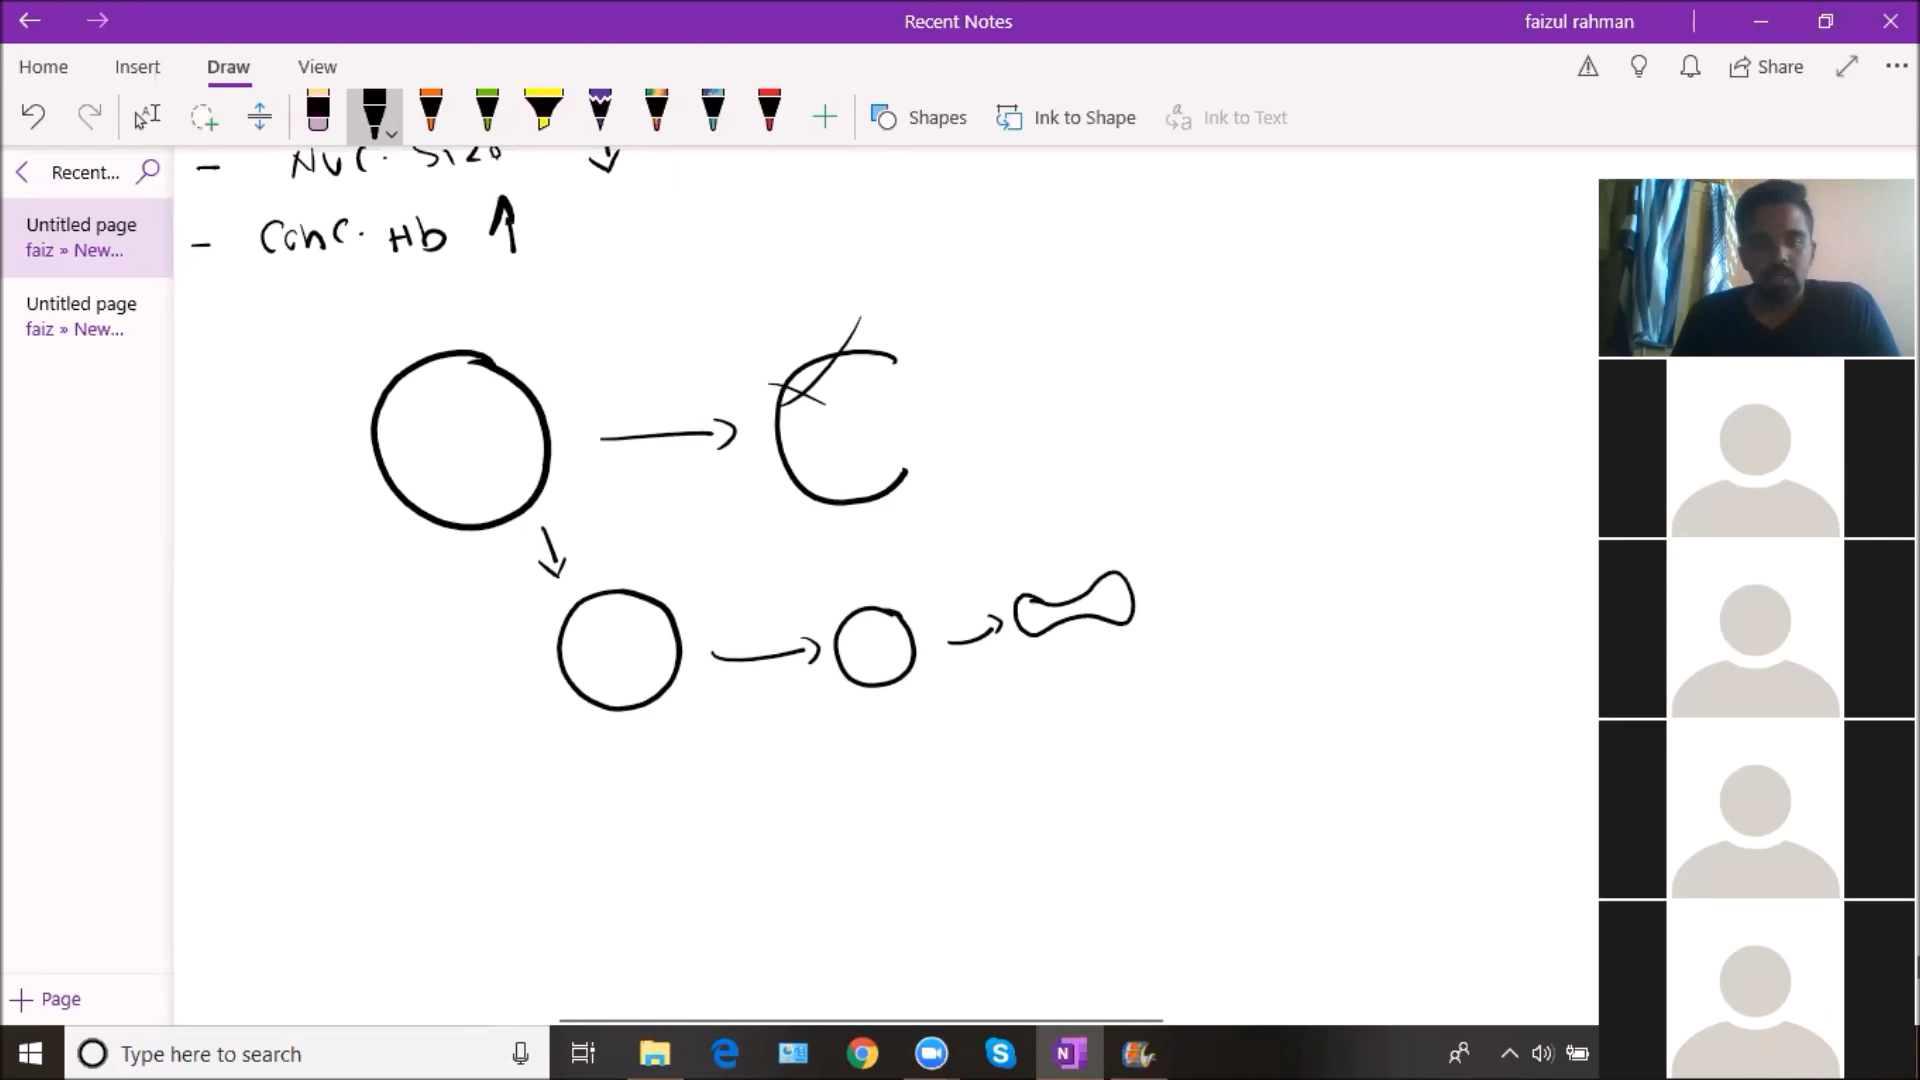 Recent Notes
faizul rahman
Home Insert Draw View
Share
Shapes
Ink to Shape
Ink to Text
Recent...
Untitled page
faiz » New...
Untitled page
faiz » New...
- Nuc. Size ↓
- Conc. Hb ↑
Page
Type here to search